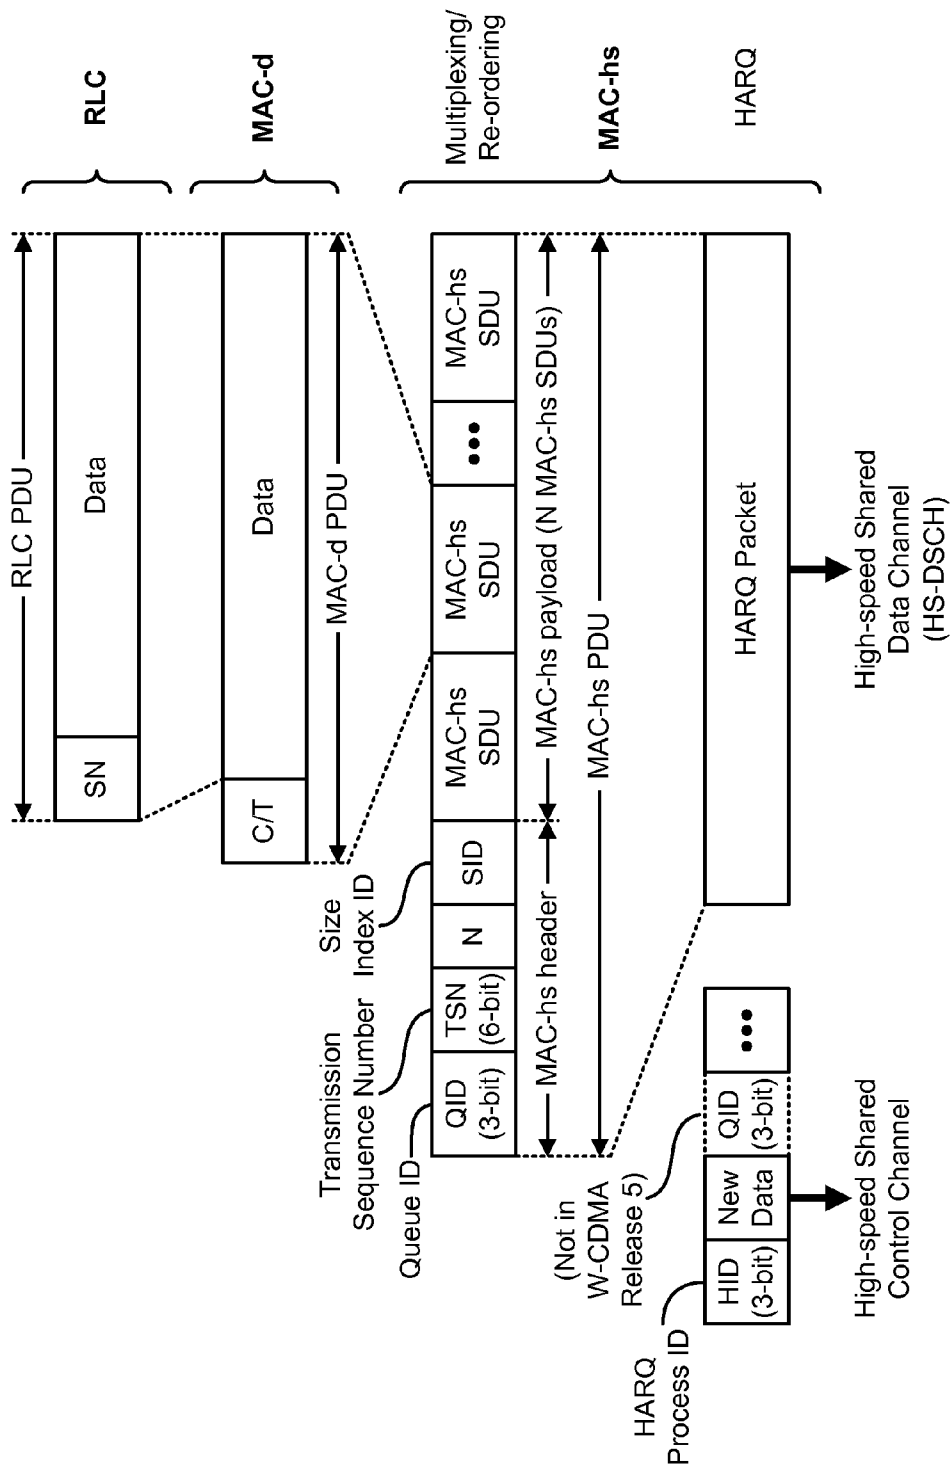 RLC PDU
SN
Data
RLC
C/T
Data
MAC-d PDU
MAC-d
Size
Index ID
Transmission
Sequence Number
Queue ID
QID
(3-bit)
TSN
(6-bit)
N
SID
MAC-hs
SDU
MAC-hs
SDU
•••
MAC-hs
SDU
Multiplexing/
Re-ordering
MAC-hs header
MAC-hs payload (N MAC-hs SDUs)
MAC-hs PDU
MAC-hs
(Not in
W-CDMA
Release 5)
HARQ
Process ID
HID
(3-bit)
New
Data
QID
(3-bit)
•••
HARQ Packet
HARQ
High-speed Shared
Control Channel
High-speed Shared
Data Channel
(HS-DSCH)